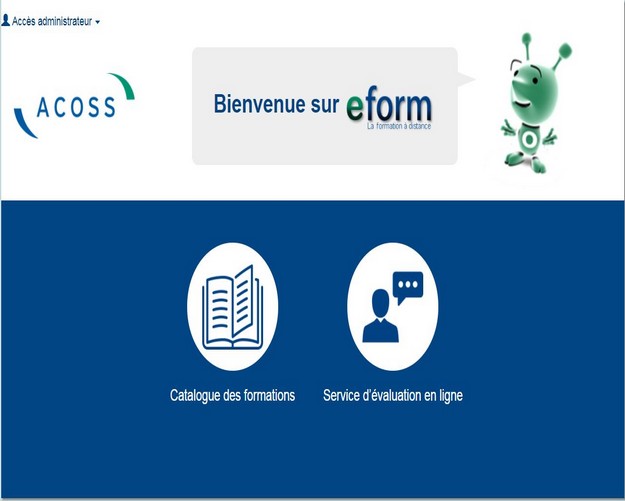 Accès administrateur
ACOSS
Bienvenue sur eform
La formation à distance
Catalogue des formations
Service d'évaluation en ligne